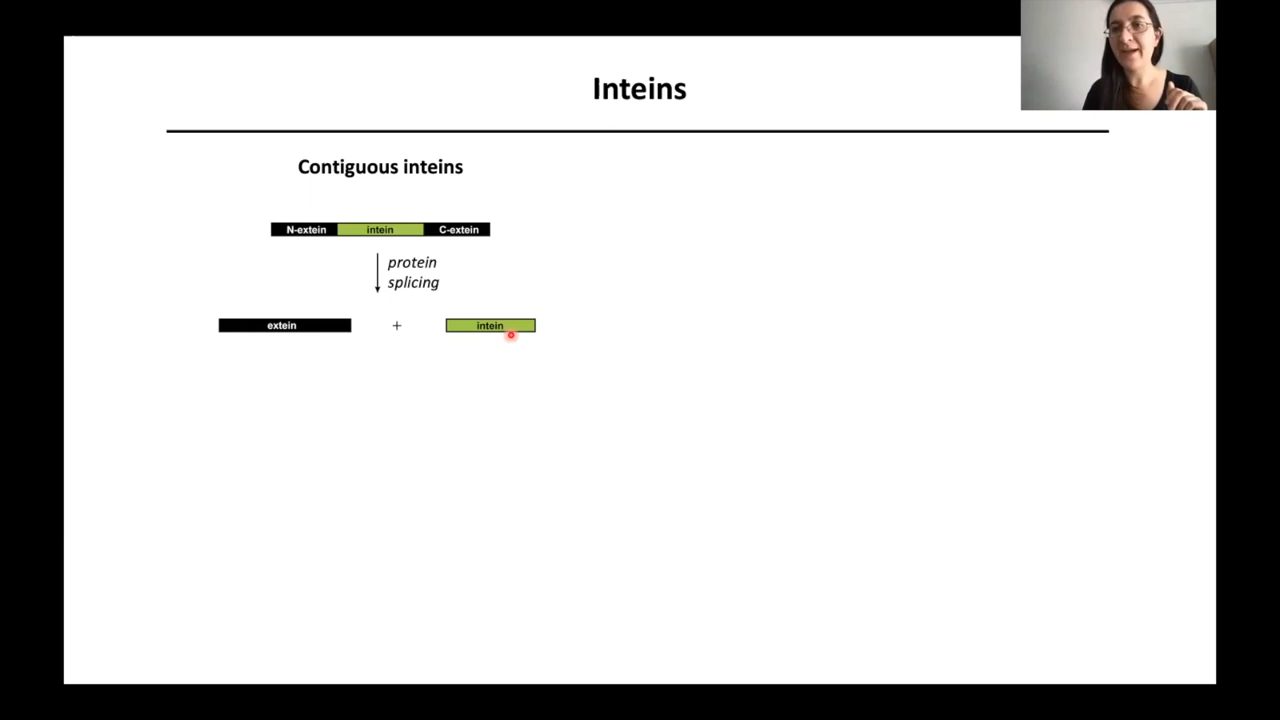 Inteins
Contiguous inteins
N-extein intein C-extein
protein
splicing
extein + intein